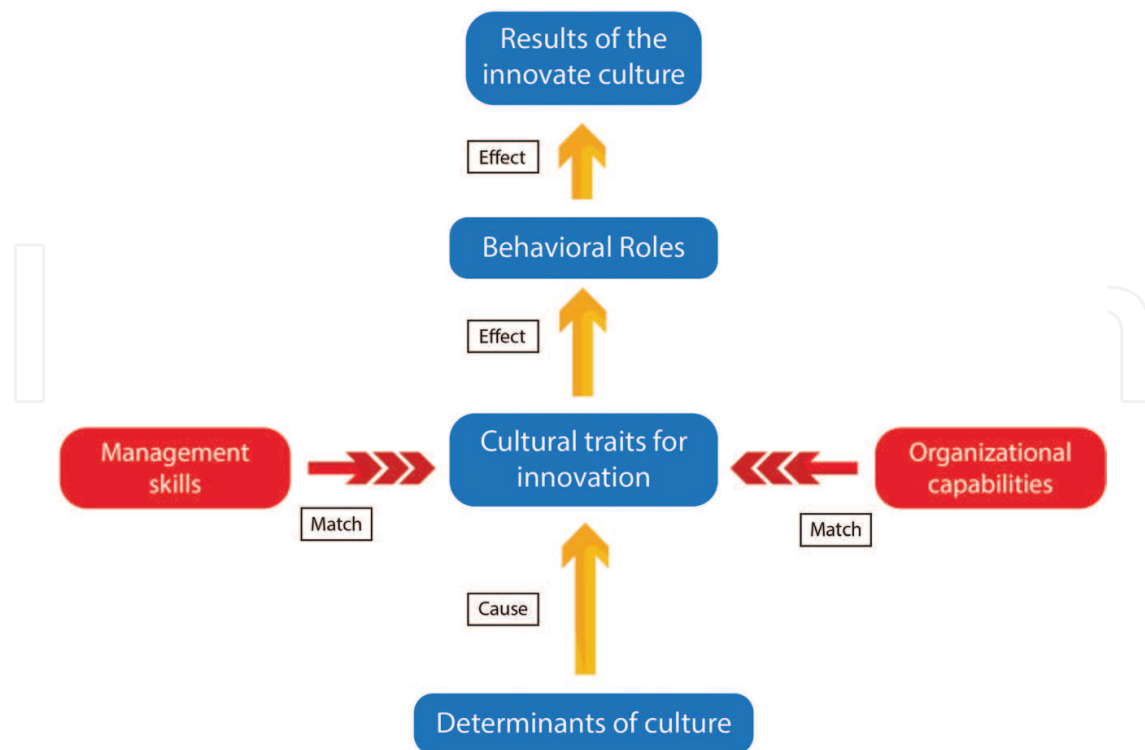 Results of the
innovate culture
Effect
Behavioral Roles
Effect
Management
skills
Match
Cultural traits for
innovation
Organizational
capabilities
Match
Cause
Determinants of culture